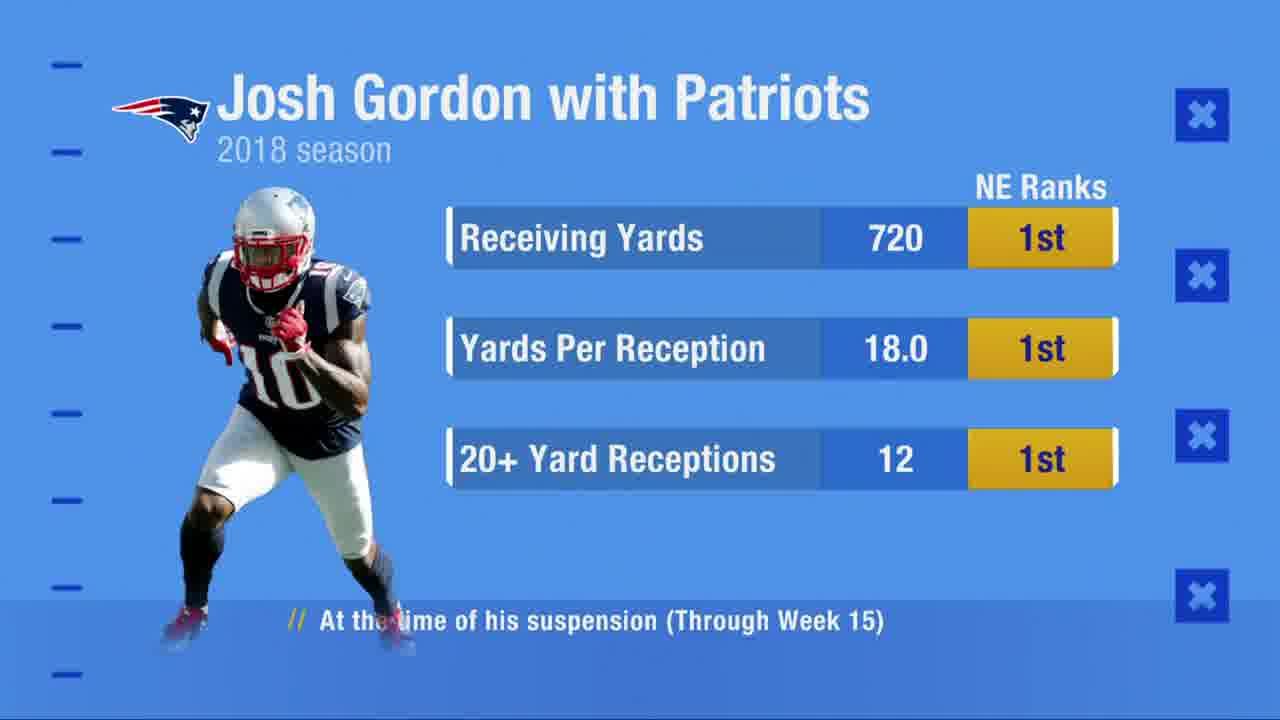 Josh Gordon with Patriots
2018 season
NE Ranks
Receiving Yards 720 1st
Yards Per Reception 18.0 1st
20+ Yard Receptions 12 1st
// At the time of his suspension (Through Week 15)
10